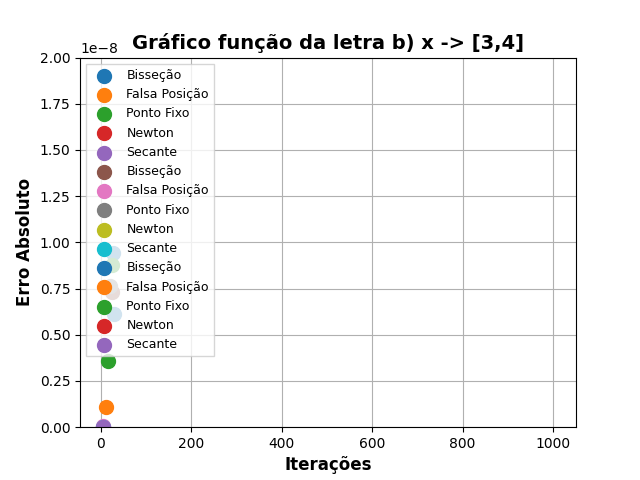 Gráfico função da letra b) x -> [3,4]
1e−8
2.00
1.75
1.50
1.25
1.00
0.75
0.50
0.25
0.00
Erro Absoluto
Bisseção
Falsa Posição
Ponto Fixo
Newton
Secante
Bisseção
Falsa Posição
Ponto Fixo
Newton
Secante
Bisseção
Falsa Posição
Ponto Fixo
Newton
Secante
0 200 400 600 800 1000
Iterações